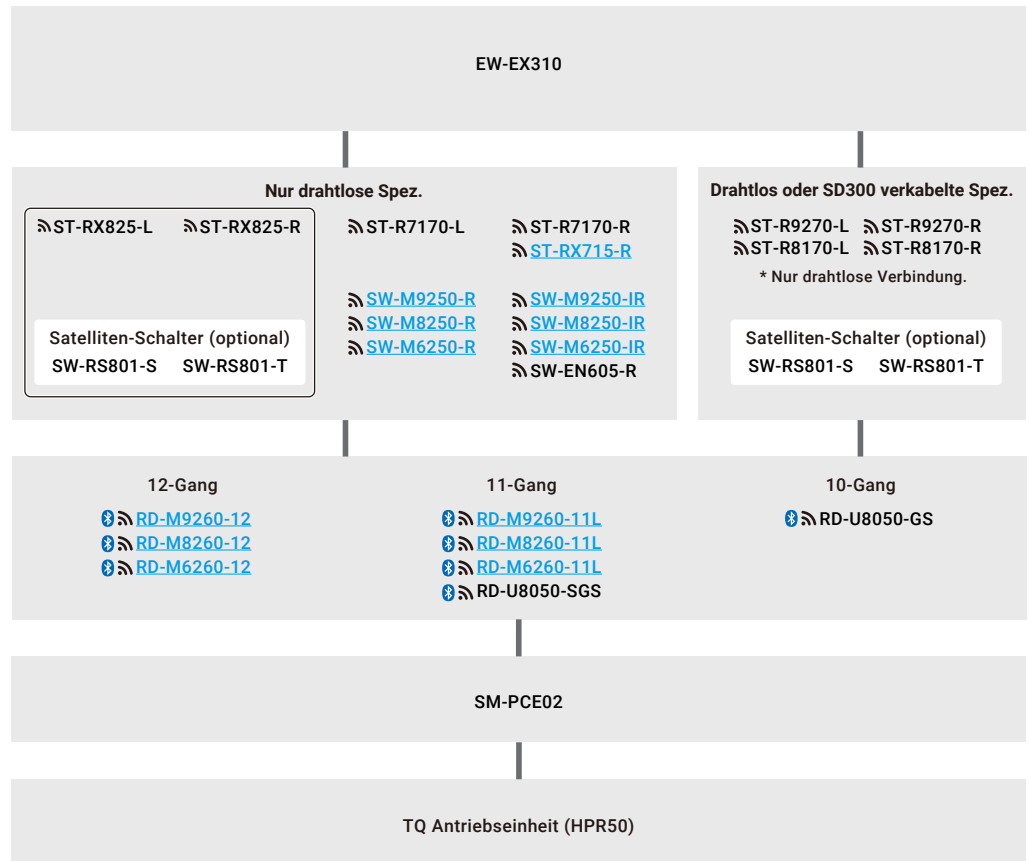 EW-EX310
Nur drahtlose Spez.
ST-RX825-L ST-RX825-R ST-R7170-L ST-R7170-R
ST-RX715-R
SW-M9250-R SW-M9250-IR
SW-M8250-R SW-M8250-IR
SW-M6250-R SW-M6250-IR
SW-EN605-R
Satelliten-Schalter (optional)
SW-RS801-S SW-RS801-T
Drahtlos oder SD300 verkabelte Spez.
ST-R9270-L ST-R9270-R
ST-R8170-L ST-R8170-R
* Nur drahtlose Verbindung.
Satelliten-Schalter (optional)
SW-RS801-S SW-RS801-T
12-Gang
RD-M9260-12
RD-M8260-12
RD-M6260-12
11-Gang
RD-M9260-11L
RD-M8260-11L
RD-M6260-11L
RD-U8050-SGS
10-Gang
RD-U8050-GS
SM-PCE02
TQ Antriebseinheit (HPR50)